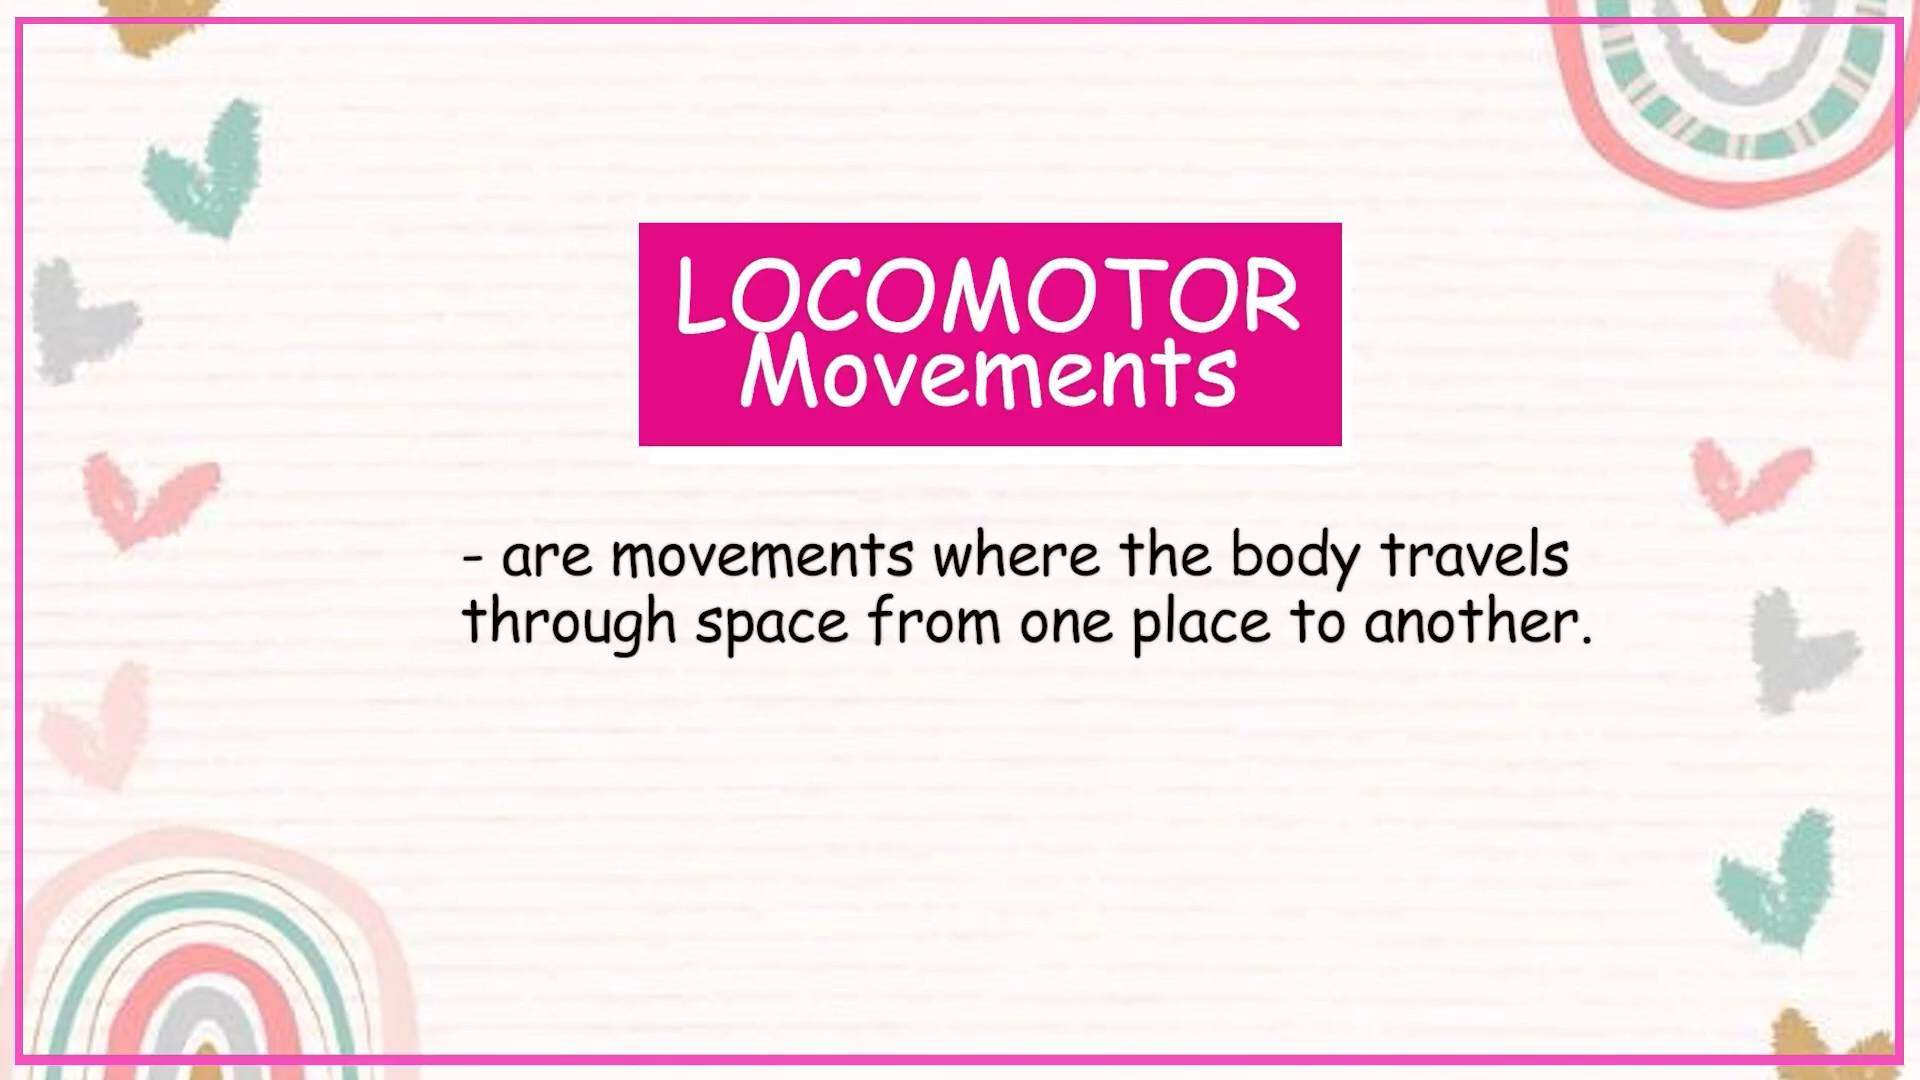 LOCOMOTOR
Movements
- are movements where the body travels
through space from one place to another.